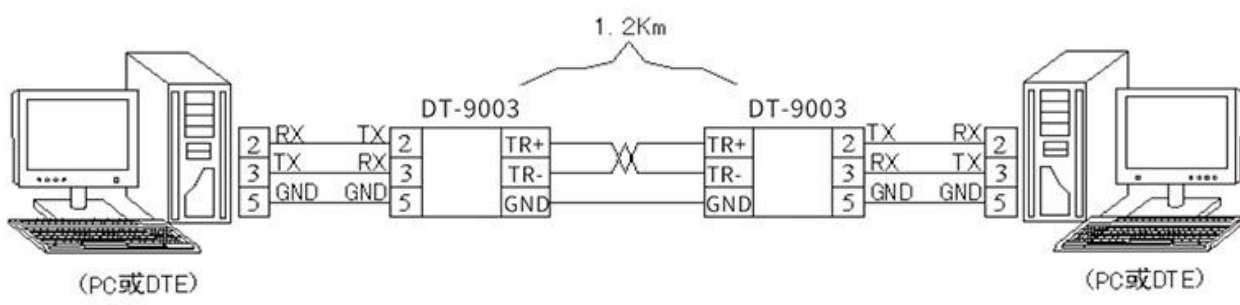 1.2Km
DT-9003 DT-9003
2 RX TX 2 TR+ TR+ 2 TX RX 2
3 TX RX 3 TR- TR- 3 RX TX 3
5 GND GND 5 GND GND 5 GND GND 5
(PC或DTE) (PC或DTE)